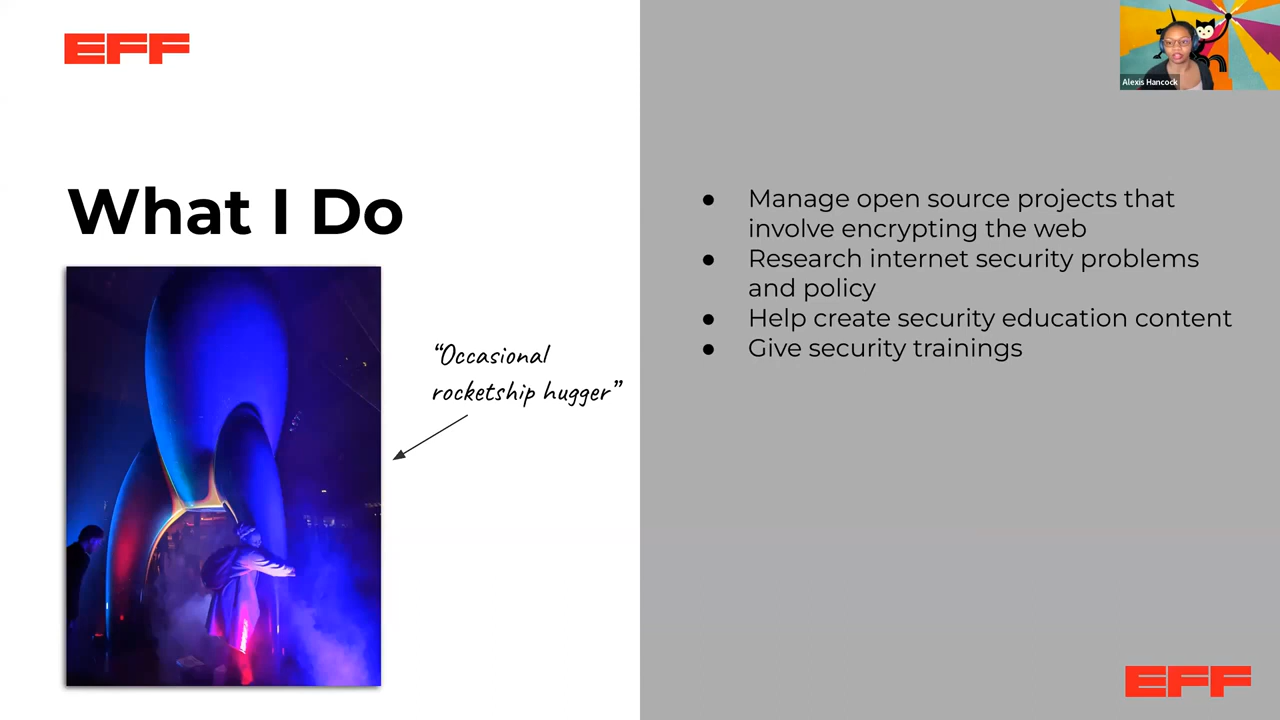 EFF
Alexis Hancock
What I Do
“Occasional
rocketship hugger”
● Manage open source projects that
involve encrypting the web
● Research internet security problems
and policy
● Help create security education content
● Give security trainings
EFF